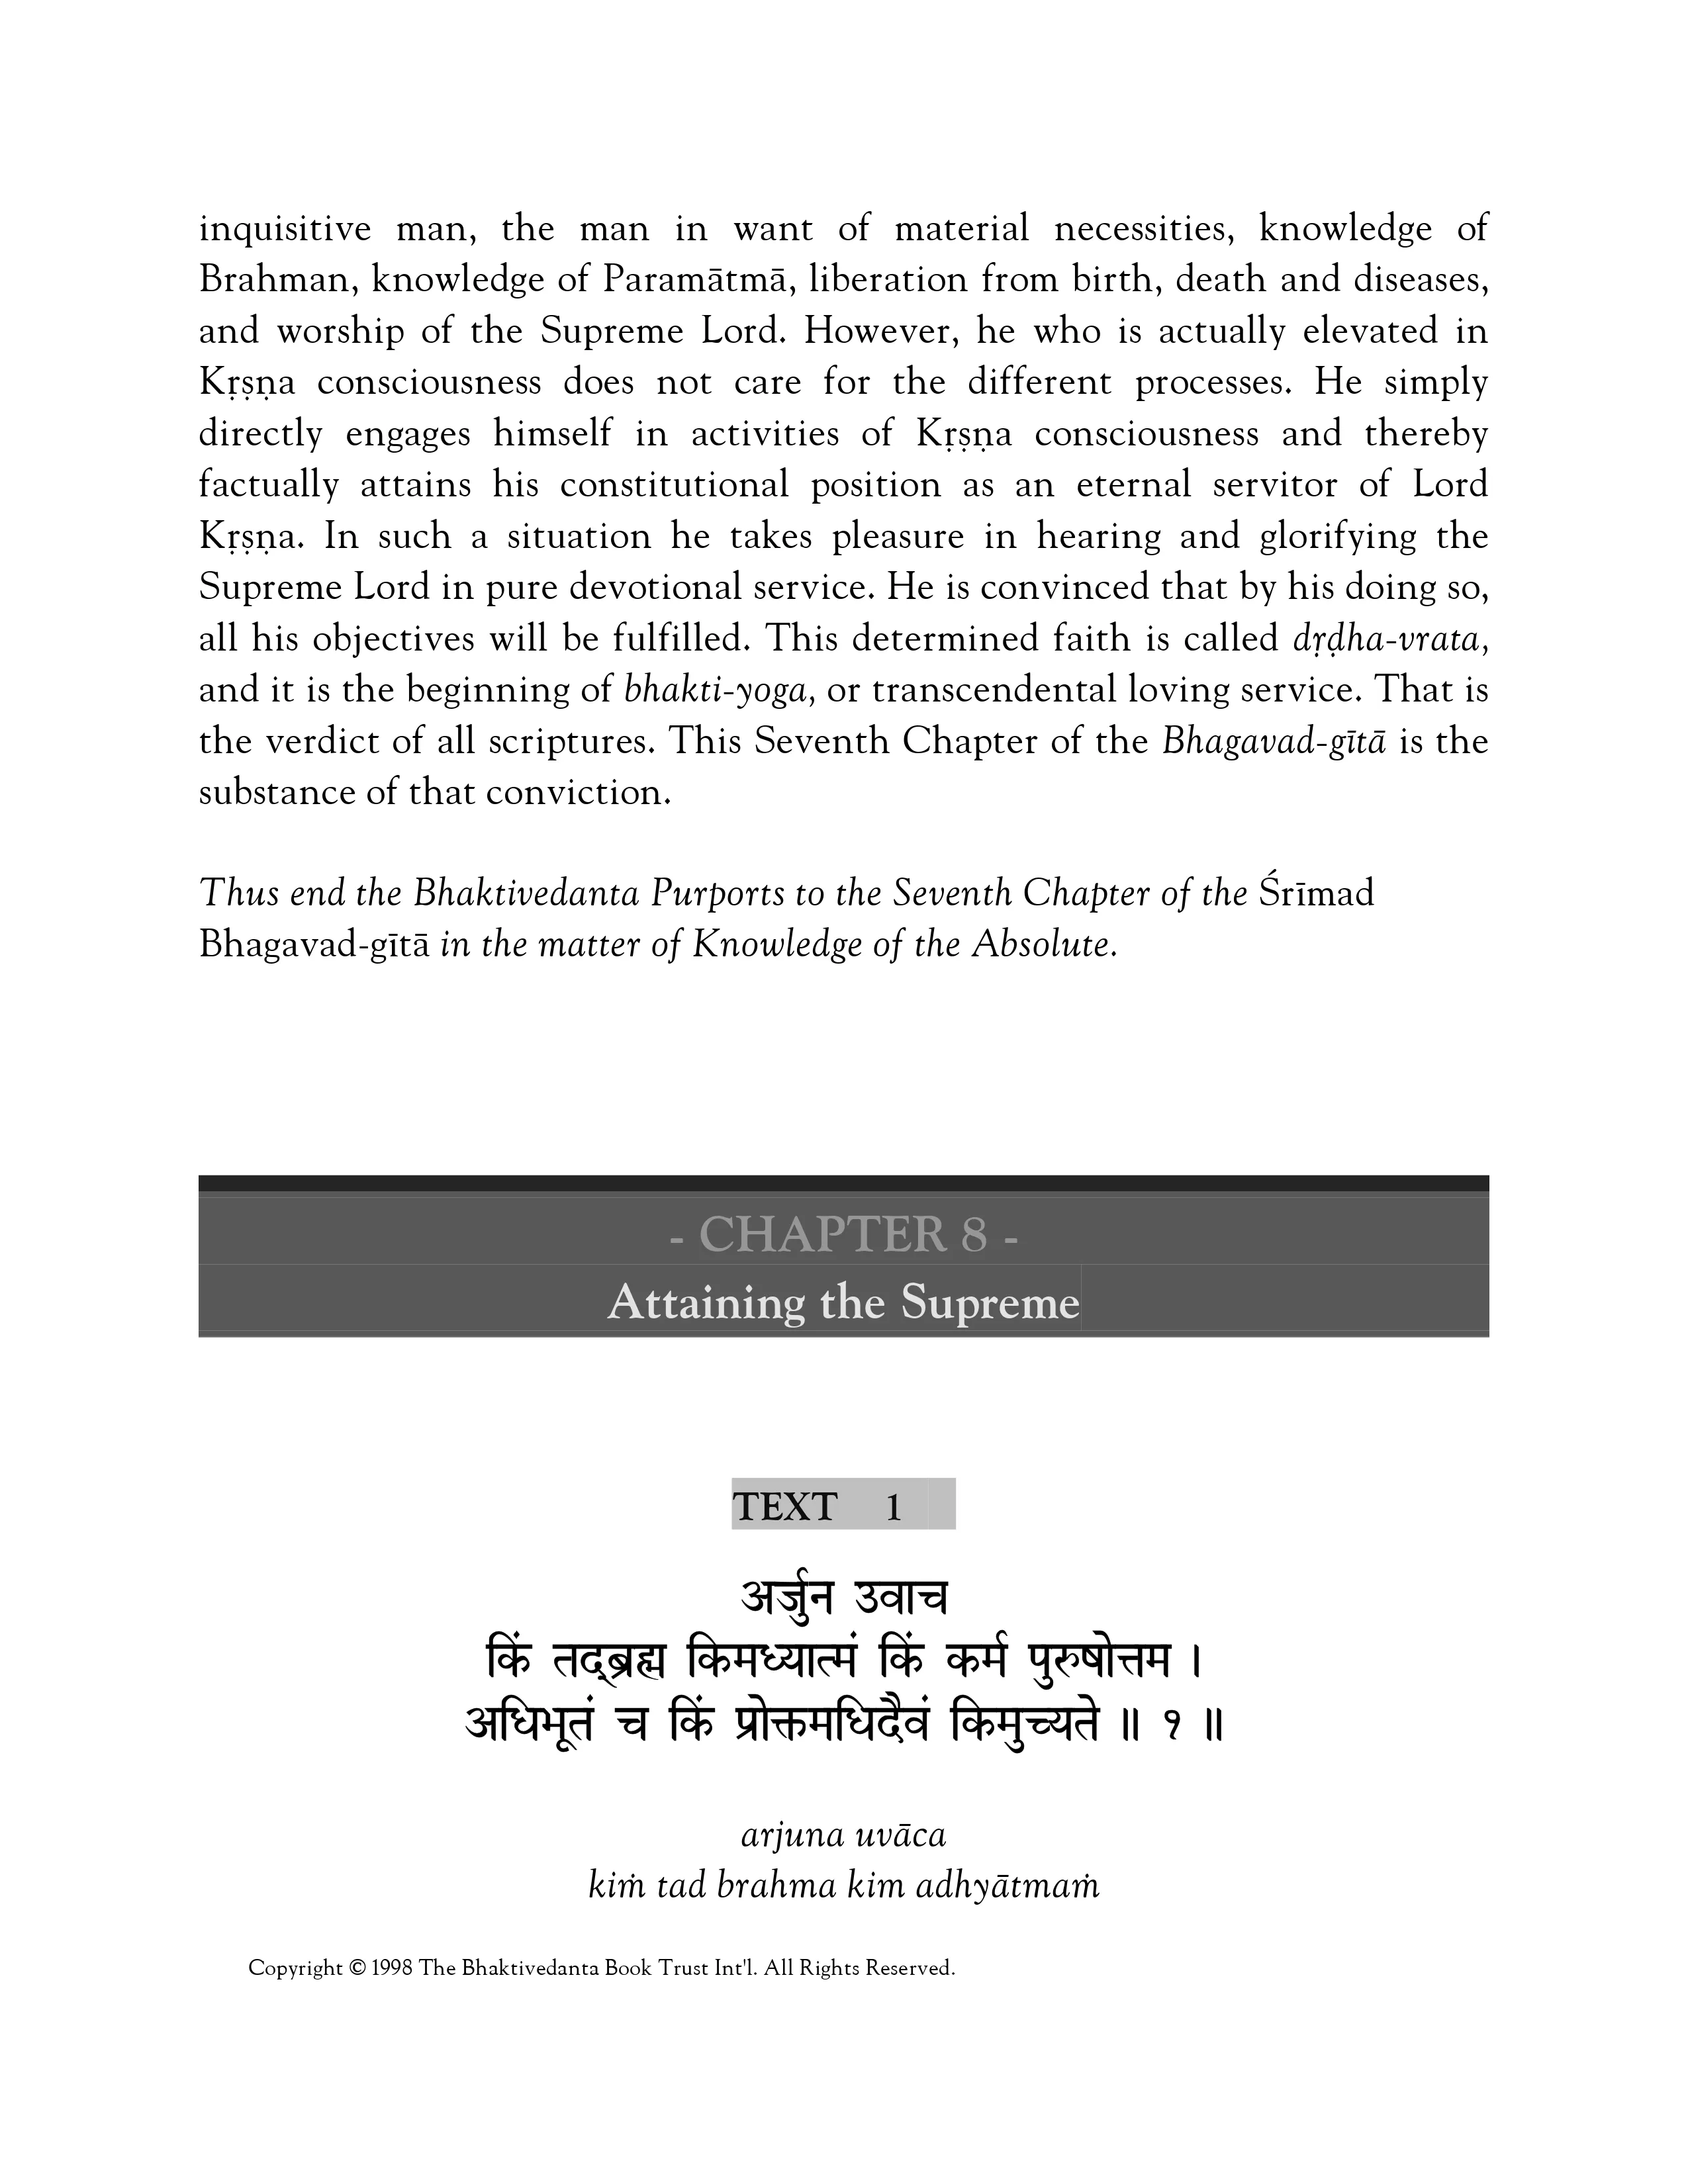 inquisitive man, the man in want of material necessities, knowledge of
Brahman, knowledge of Paramātmā, liberation from birth, death and diseases,
and worship of the Supreme Lord. However, he who is actually elevated in
Kṛṣṇa consciousness does not care for the different processes. He simply
directly engages himself in activities of Kṛṣṇa consciousness and thereby
factually attains his constitutional position as an eternal servitor of Lord
Kṛṣṇa. In such a situation he takes pleasure in hearing and glorifying the
Supreme Lord in pure devotional service. He is convinced that by his doing so,
all his objectives will be fulfilled. This determined faith is called dṛḍha-vrata,
and it is the beginning of bhakti-yoga, or transcendental loving service. That is
the verdict of all scriptures. This Seventh Chapter of the Bhagavad-gītā is the
substance of that conviction.
Thus end the Bhaktivedanta Purports to the Seventh Chapter of the Śrīmad
Bhagavad-gītā in the matter of Knowledge of the Absolute.
- CHAPTER 8 -
Attaining the Supreme
TEXT 1
अर्जुन उवाच
किं तद्‍ब्रह्म किमध्यात्मं किं कर्म पुरुषोत्तम ।
अधिभूतं च किं प्रोक्तमधिदैवं किमुच्यते ॥ १ ॥
arjuna uvāca
kiṁ tad brahma kim adhyātmaṁ
Copyright © 1998 The Bhaktivedanta Book Trust Int'l. All Rights Reserved.